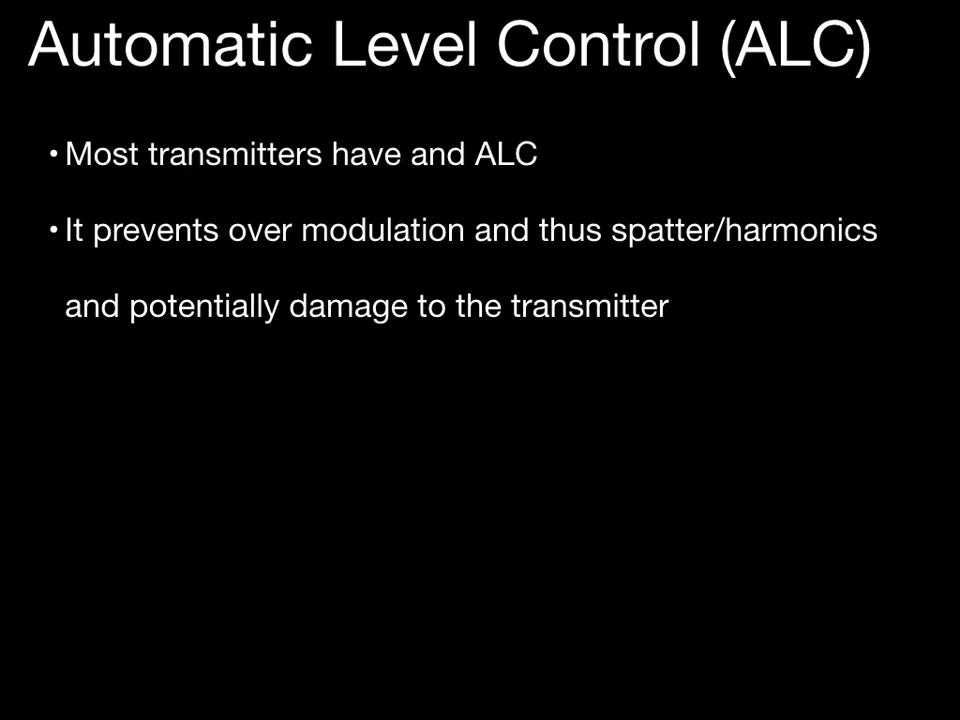 Automatic Level Control (ALC)
• Most transmitters have and ALC
• It prevents over modulation and thus spatter/harmonics
and potentially damage to the transmitter